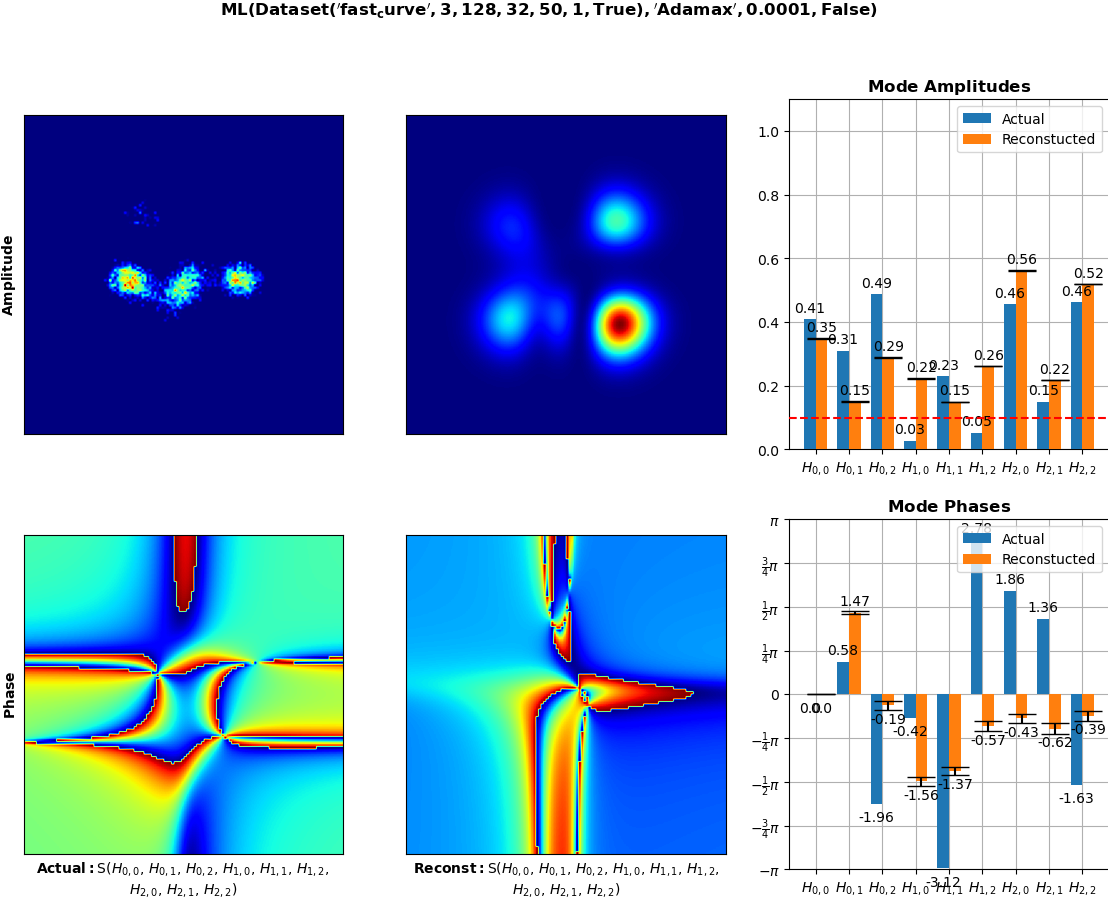 ML(Dataset(′fast_curve′, 3, 128, 32, 50, 1, True),′Adamax′, 0.0001, False)
Mode Amplitudes
Actual
Reconstucted
1.0
0.8
0.6
0.4
0.2
0.0
0.41
0.35
0.31
0.15
0.49
0.29
0.03
0.22
0.23
0.15
0.05
0.26
0.46
0.56
0.15
0.22
0.46
0.52
H0,0 H0,1 H0,2 H1,0 H1,1 H1,2 H2,0 H2,1 H2,2
Amplitude
Mode Phases
Actual
Reconstucted
π
3/4π
1/2π
1/4π
0
−1/4π
−1/2π
−3/4π
−π
0.0
0.0
0.58
1.47
-1.96
-0.19
-0.42
-1.56
-3.12
-1.37
2.78
-0.57
1.86
-0.43
1.36
-0.62
-1.63
-0.39
H0,0 H0,1 H0,2 H1,0 H1,1 H1,2 H2,0 H2,1 H2,2
Phase
Actual: S(H0,0, H0,1, H0,2, H1,0, H1,1, H1,2,
H2,0, H2,1, H2,2)
Reconst: S(H0,0, H0,1, H0,2, H1,0, H1,1, H1,2,
H2,0, H2,1, H2,2)